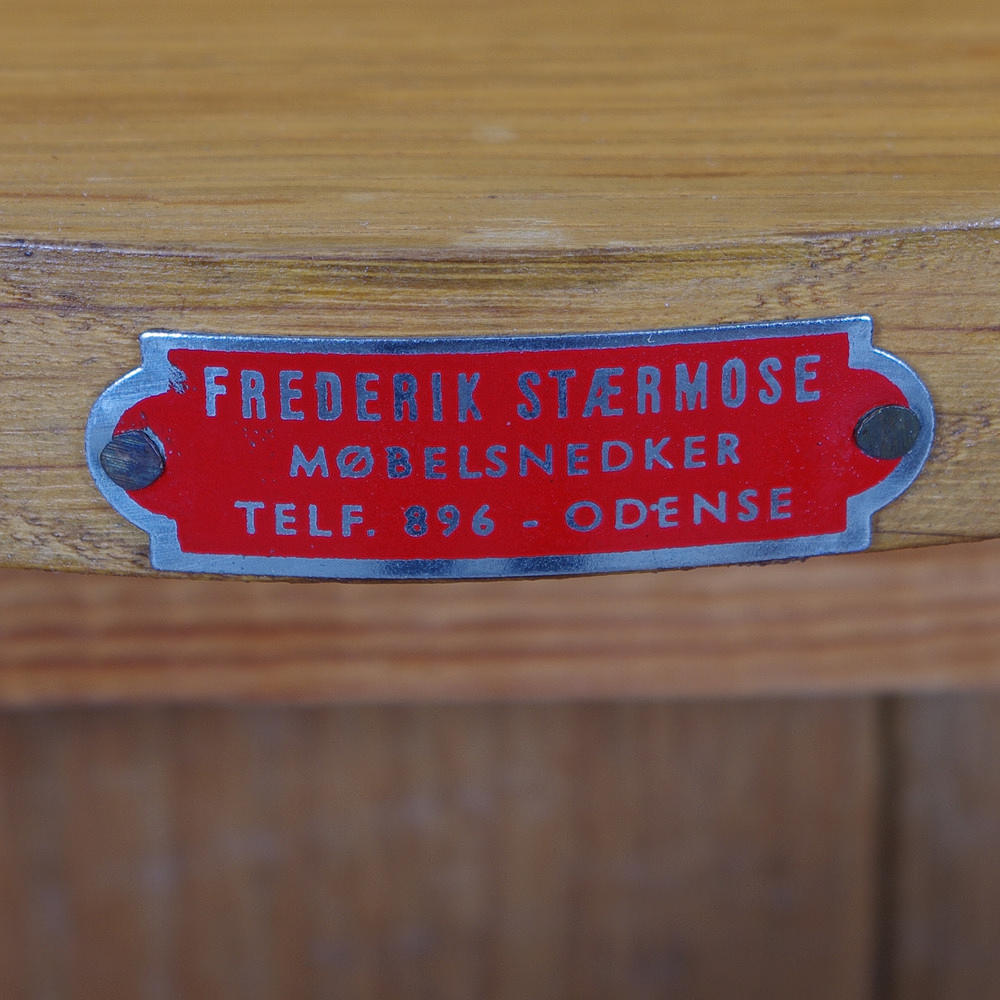 FREDERIK STÆRMOSE
MØBELSNEDKER
TELF. 896 - ODENSE